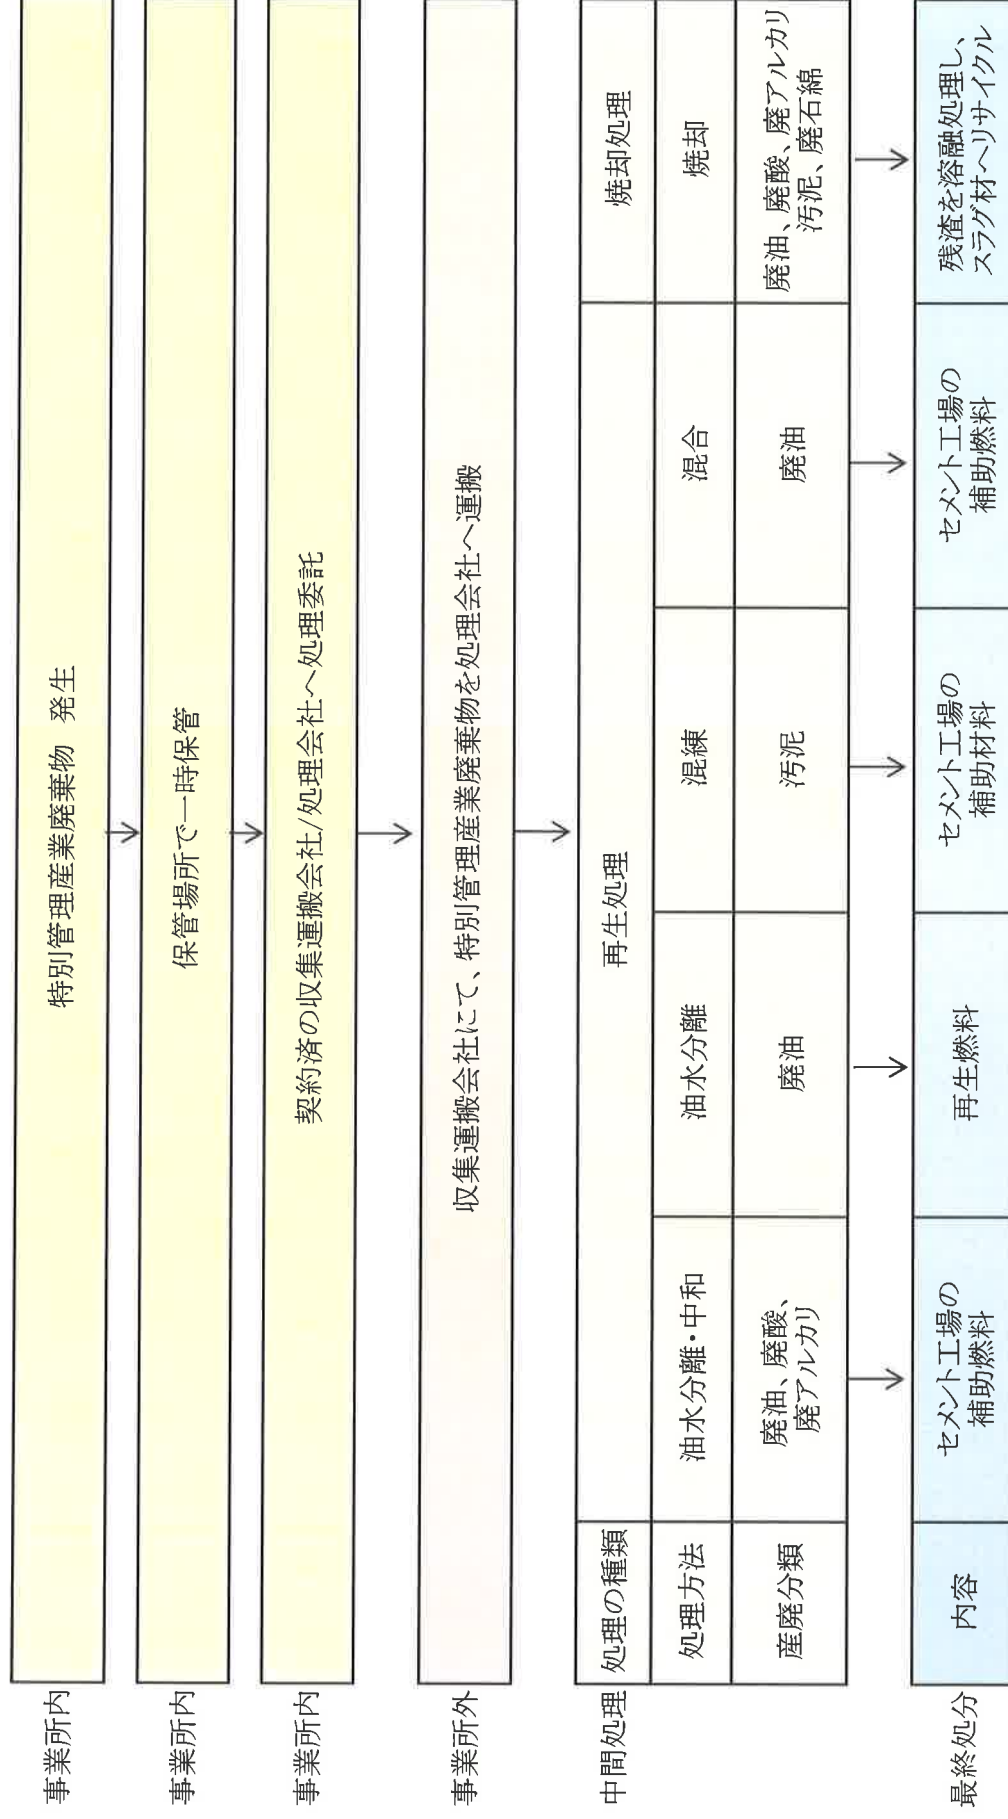 事業所内
特別管理産業廃棄物 発生
事業所内
保管場所で一時保管
事業所内
契約済の収集運搬会社/処理会社へ処理委託
事業所外
収集運搬会社にて、特別管理産業廃棄物を処理会社へ運搬
中間処理
処理の種類
再生処理
焼却処理
処理方法
油水分離・中和
油水分離
混練
混合
焼却
産廃分類
廃油、廃酸、
廃アルカリ
廃油
汚泥
廃油
廃油、廃酸、廃アルカリ
汚泥、廃石綿
最終処分
内容
セメント工場の
補助燃料
再生燃料
セメント工場の
補助材料
セメント工場の
補助燃料
残渣を溶融処理し、
スラグ材へリサイクル